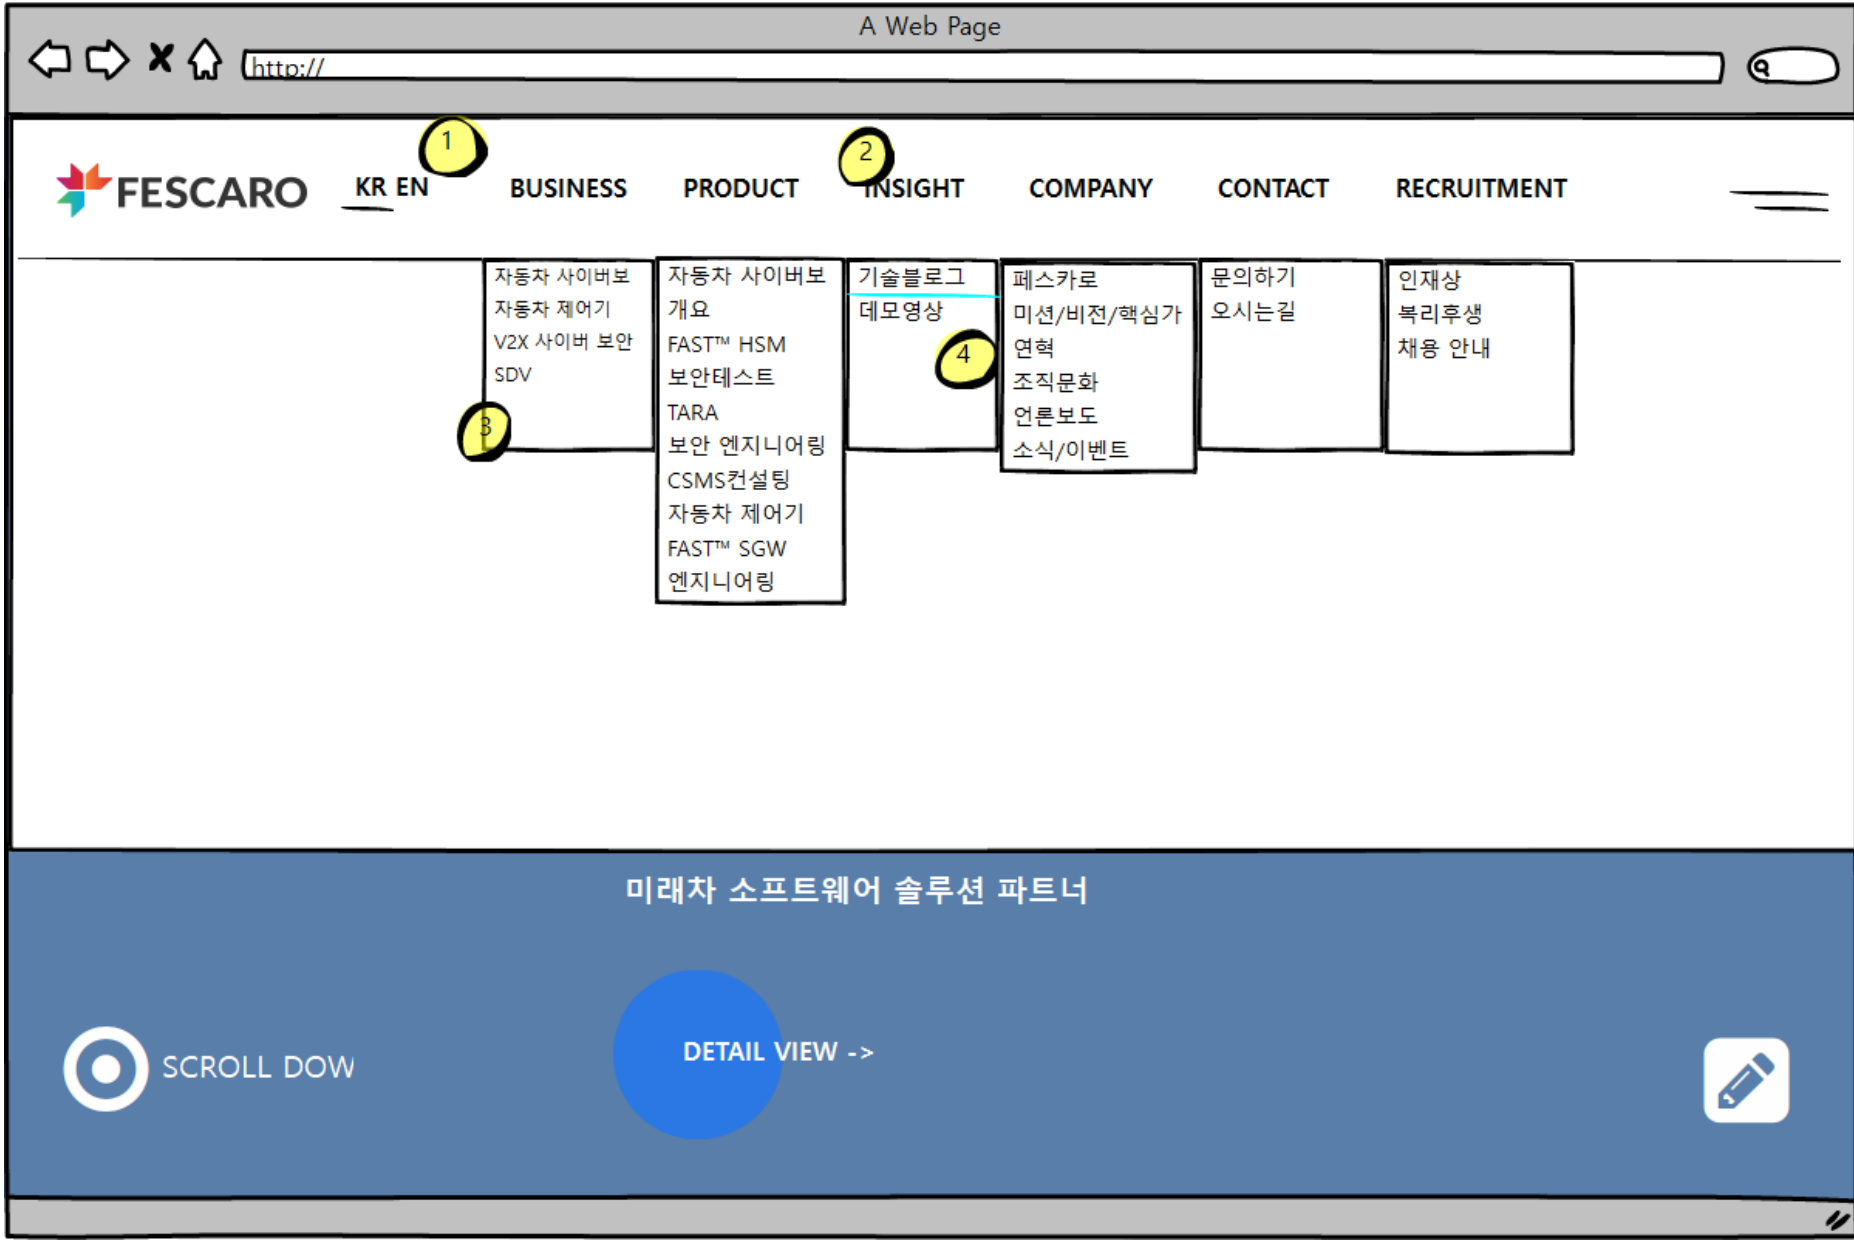 A Web Page
http://
1
2
FESCARO
KR EN
BUSINESS
PRODUCT
INSIGHT
COMPANY
CONTACT
RECRUITMENT
자동차 사이버보
자동차 제어기
V2X 사이버 보안
SDV
3
자동차 사이버보
개요
FAST™ HSM
보안테스트
TARA
보안 엔지니어링
CSMS컨설팅
자동차 제어기
FAST™ SGW
엔지니어링
기술블로그
데모영상
4
페스카로
미션/비전/핵심가
연혁
조직문화
언론보도
소식/이벤트
문의하기
오시는길
인재상
복리후생
채용 안내
미래차 소프트웨어 솔루션 파트너
SCROLL DOW
DETAIL VIEW ->